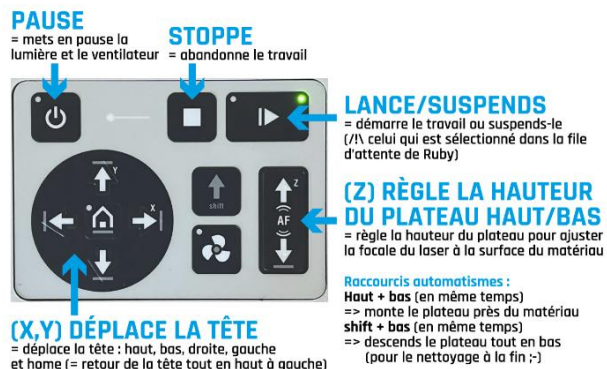 PAUSE
= mets en pause la
lumière et le ventilateur
STOPPE
= abandonne le travail
LANCE/SUSPENDS
= démarre le travail ou suspends-le
(/!\ celui qui est sélectionné dans la file
d'attente de Ruby)
Y
X
shift
Z
AF
(Z) RÈGLE LA HAUTEUR
DU PLATEAU HAUT/BAS
= règle la hauteur du plateau pour ajuster
la focale du laser à la surface du matériau
Raccourcis automatismes :
Haut + bas (en même temps)
=> monte le plateau près du matériau
shift + bas (en même temps)
=> descends le plateau tout en bas
(pour le nettoyage à la fin ;-)
(X,Y) DÉPLACE LA TÊTE
= déplace la tête : haut, bas, droite, gauche
et home (= retour de la tête tout en haut à gauche)